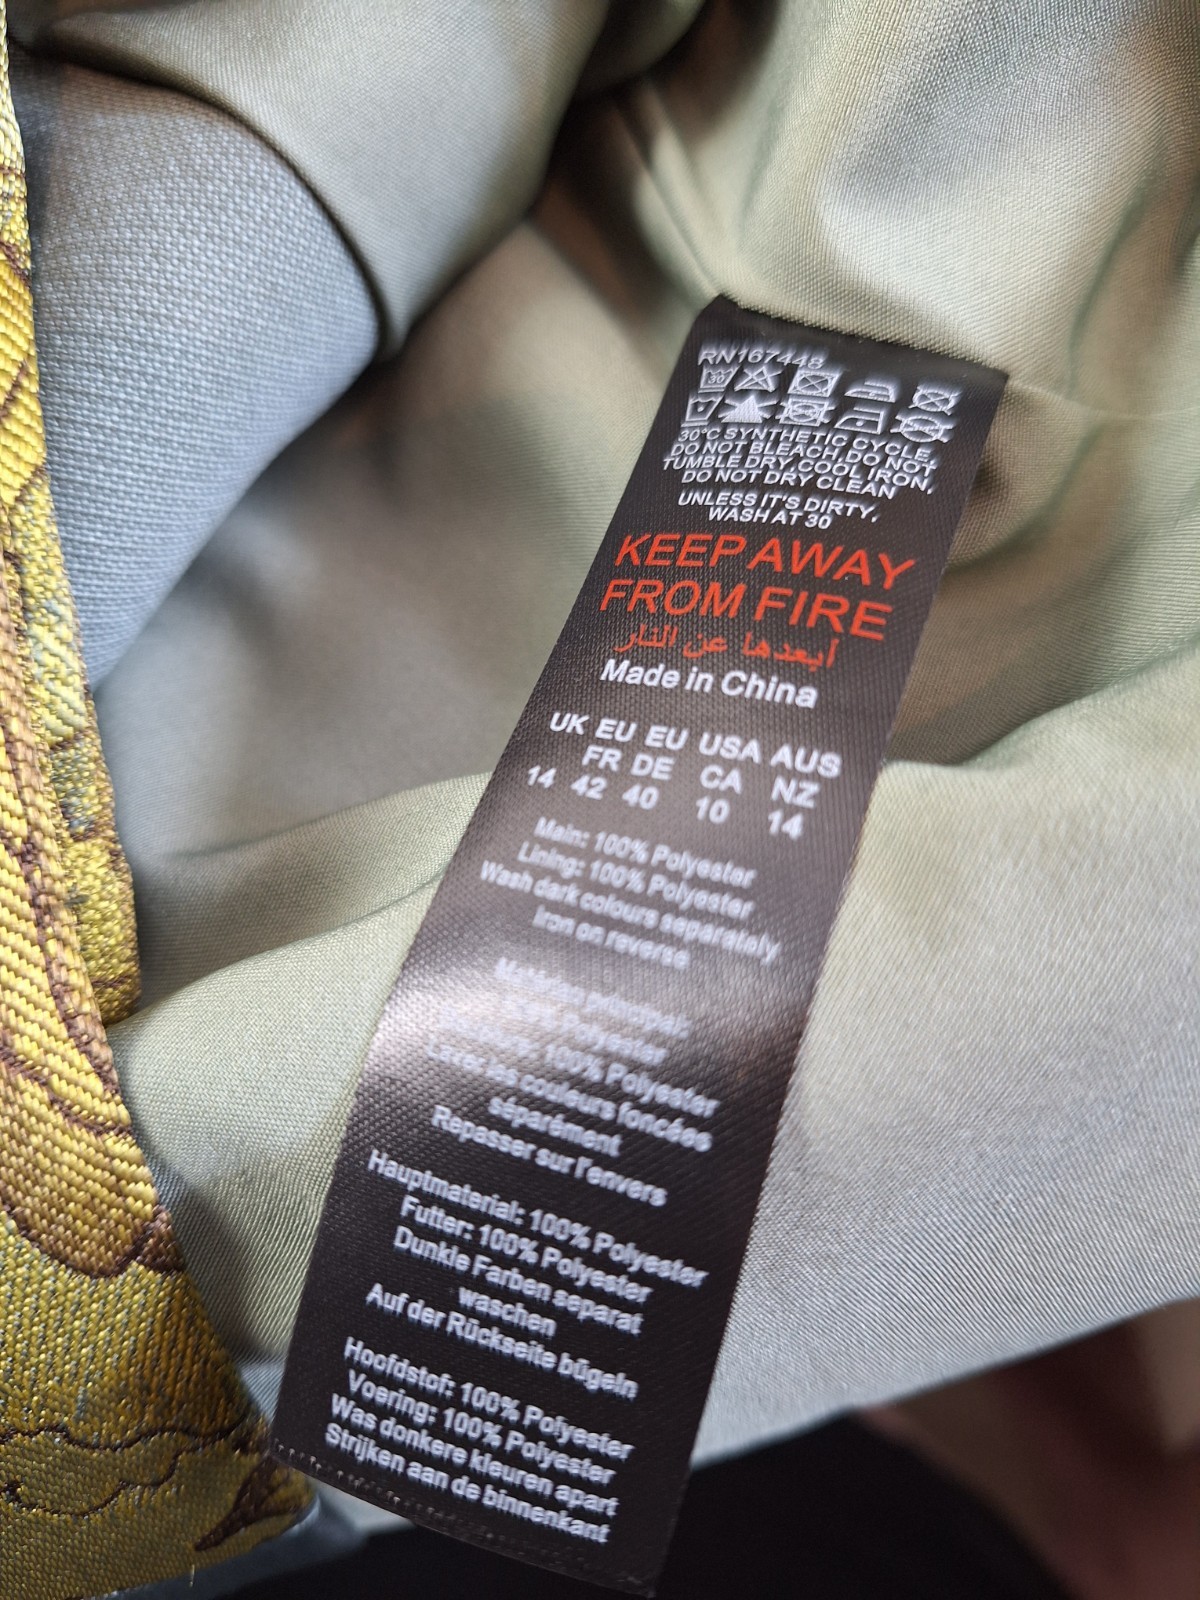 RN167448
30°C SYNTHETIC CYCLE,
DO NOT BLEACH, DO NOT
TUMBLE DRY, COOL IRON,
DO NOT DRY CLEAN
UNLESS IT'S DIRTY,
WASH AT 30
KEEP AWAY
FROM FIRE
أبعدها عن النار
Made in China
UK EU EU USA AUS
FR DE CA NZ
14 42 40 10 14
Main: 100% Polyester
Lining: 100% Polyester
Wash dark colours separately
Iron on reverse
100% Polyester
Laver les couleurs foncées
séparément
Repasser sur l'envers
Hauptmaterial: 100% Polyester
Futter: 100% Polyester
Dunkle Farben separat
waschen
Auf der Rückseite bügeln
Hoofdstof: 100% Polyester
Voering: 100% Polyester
Was donkere kleuren apart
Strijken aan de binnenkant